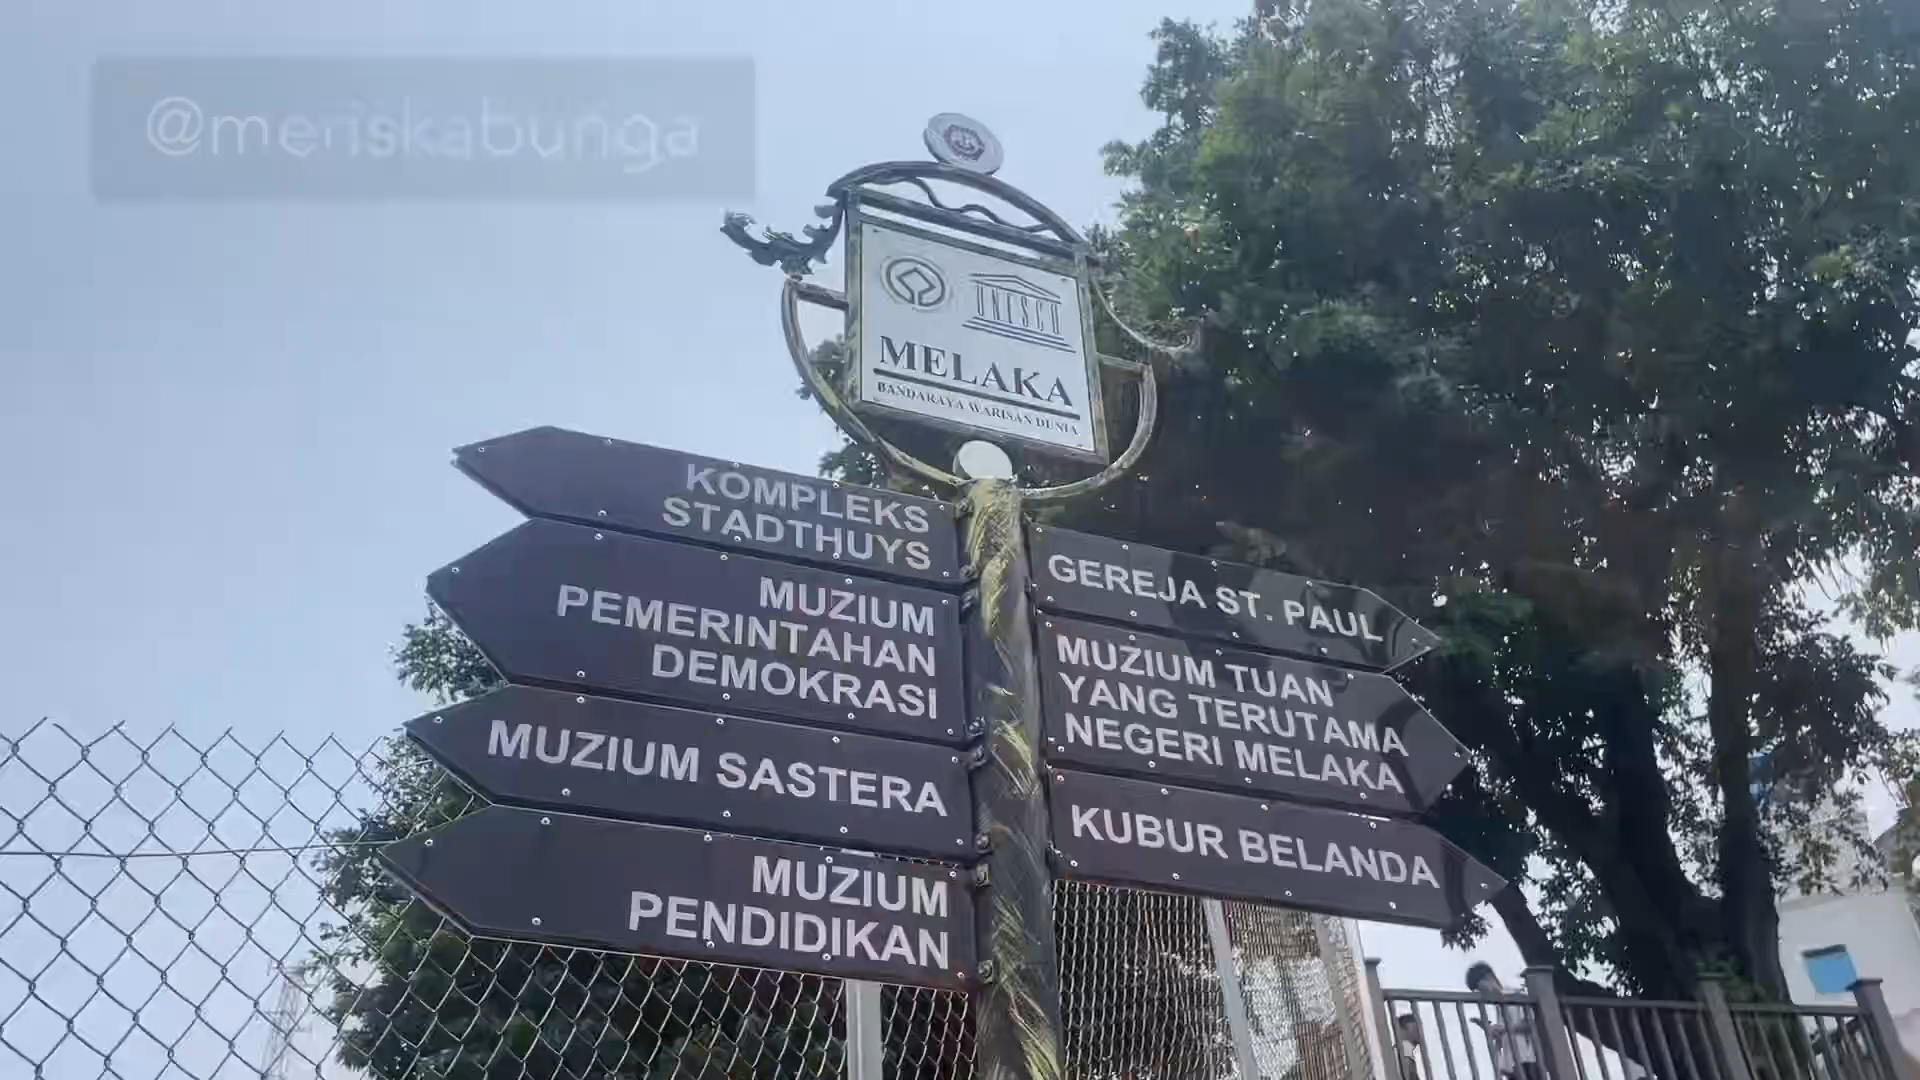 @meriskabunga
UNESCO
MELAKA
BANDARAYA WARISAN DUNIA
KOMPLEKS
STADTHUYS
MUZIUM
PEMERINTAHAN
DEMOKRASI
MUZIUM SASTERA
MUZIUM
PENDIDIKAN
GEREJA ST. PAUL
MUZIUM TUAN
YANG TERUTAMA
NEGERI MELAKA
KUBUR BELANDA